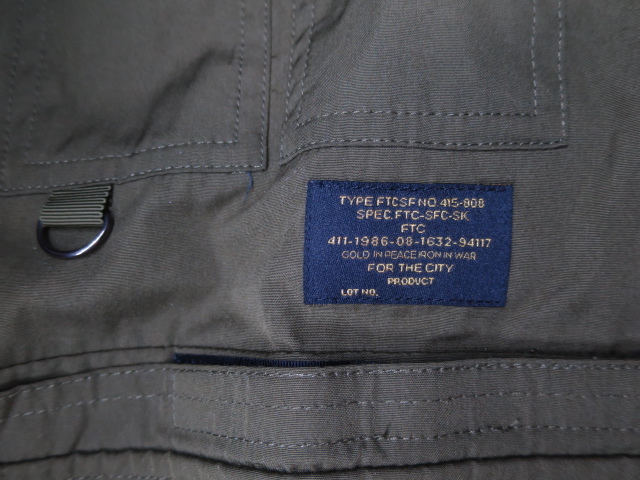 TYPE FTCSF NO. 415-908
SPEC. FTC-SFC-SK
FTC
411-1986-08-1632-94117
GOLD IN PEACE IRON IN WAR
FOR THE CITY
PRODUCT
LOT NO.